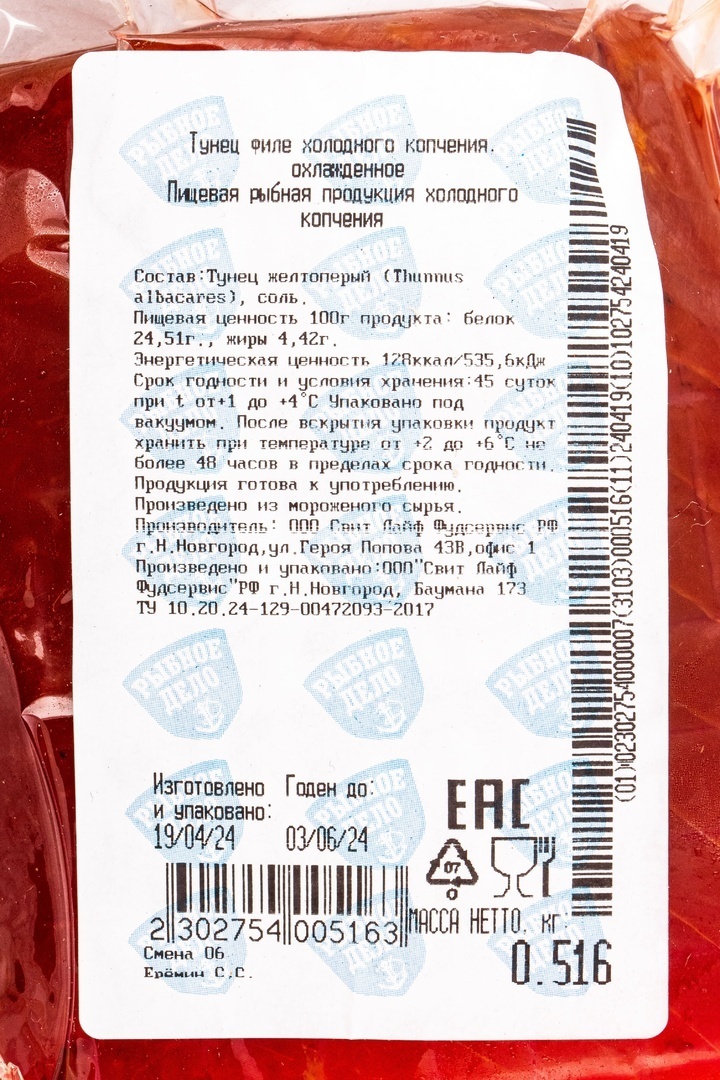 Тунец филе холодного копчения.
охлажденное
Пищевая рыбная продукция холодного
копчения
Состав:Тунец желтоперый (Thunnus
albacares), соль.
Пищевая ценность 100г продукта: белок
24,51г., жиры 4,42г.
Энергетическая ценность 128ккал/535,6кДж
Срок годности и условия хранения:45 суток
при t от+1 до +4°С Упаковано под
вакуумом. После вскрытия упаковки продукт
хранить при температуре от +2 до +6°С не
более 48 часов в пределах срока годности.
Продукция готова к употреблению.
Произведено из мороженого сырья.
Производитель: ООО Свит Лайф Фудсервис РФ
г.Н.Новгород,ул.Героя Попова 43В,офис 1
Произведено и упаковано:ООО"Свит Лайф
Фудсервис"РФ г.Н.Новгород, Баумана 173
ТУ 10.20.24-129-00472093-2017
РЫБНОЕ ДЕЛО
Изготовлено Годен до:
и упаковано:
19/04/24 03/06/24
EAC
07
2 302754 005163
МАССА НЕТТО, кг.
0.516
Смена 06
Ерёмин С.С.
(01)02302754000007(3103)000516(11)240419(10)102754240419